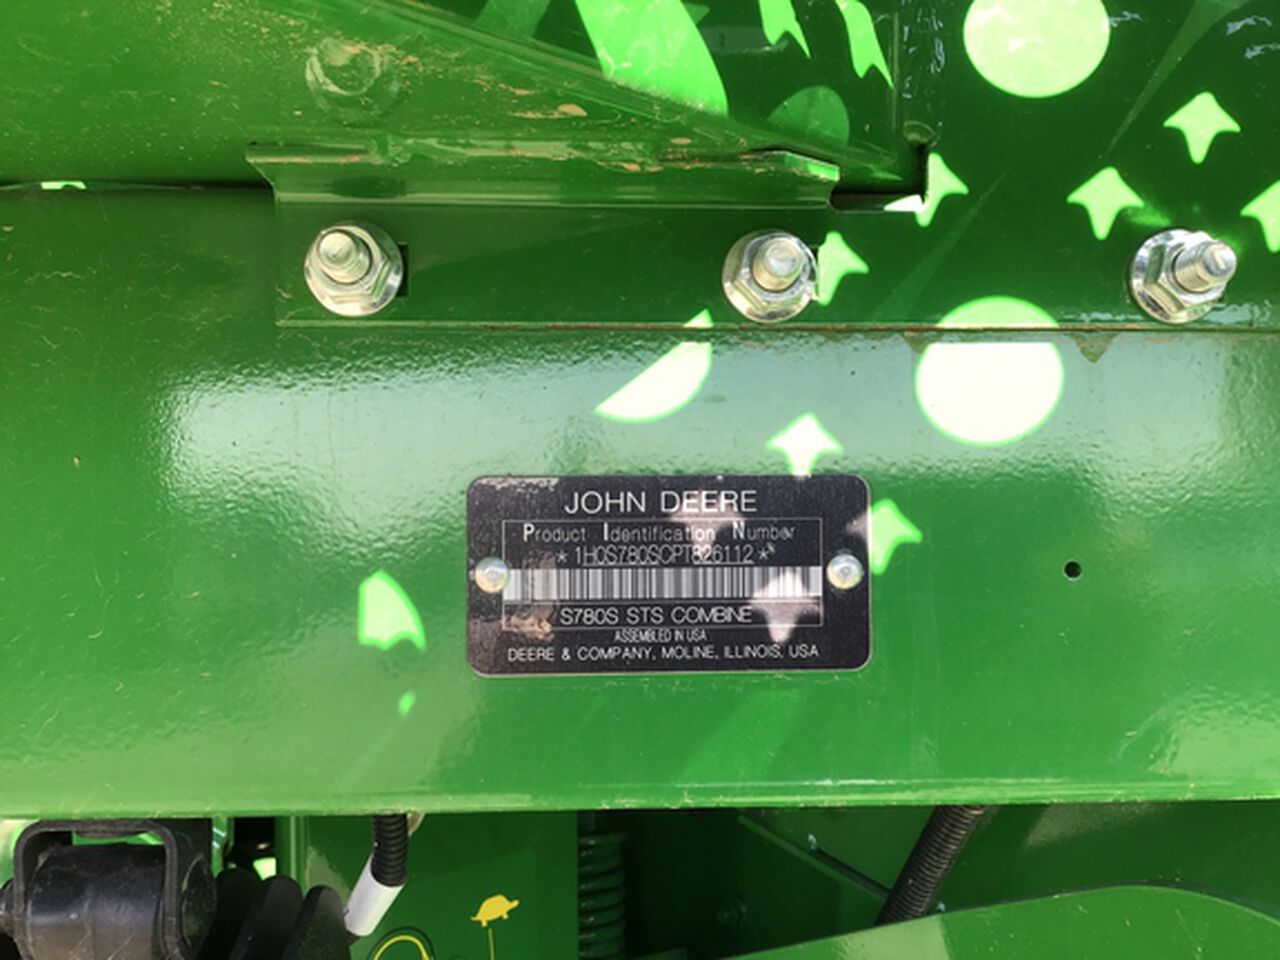 JOHN DEERE
Product Identification Number
*1H0S780SCPT826112*
S780S STS COMBINE
ASSEMBLED IN USA
DEERE & COMPANY, MOLINE, ILLINOIS, USA